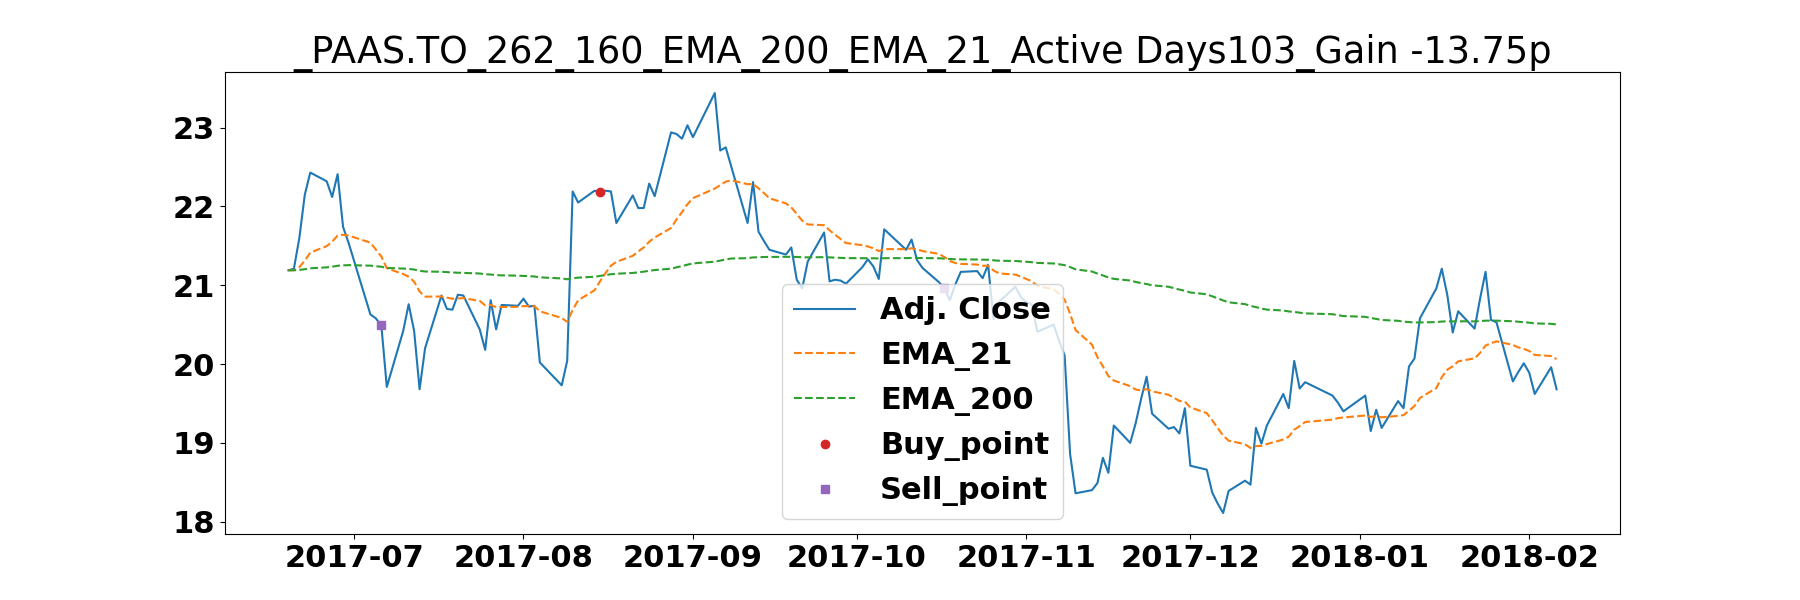 _PAAS.TO_262_160_EMA_200_EMA_21_Active Days103_Gain -13.75p
23
22
21
20
19
18
Adj. Close
EMA_21
EMA_200
Buy_point
Sell_point
2017-07 2017-08 2017-09 2017-10 2017-11 2017-12 2018-01 2018-02